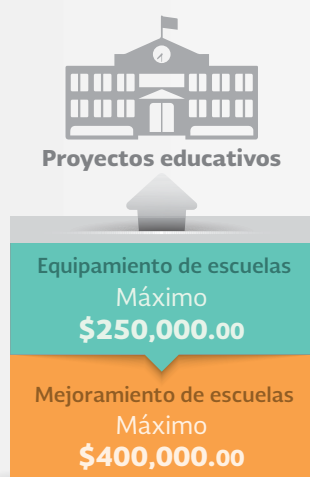 Proyectos educativos
Equipamiento de escuelas
Máximo
$250,000.00
Mejoramiento de escuelas
Máximo
$400,000.00